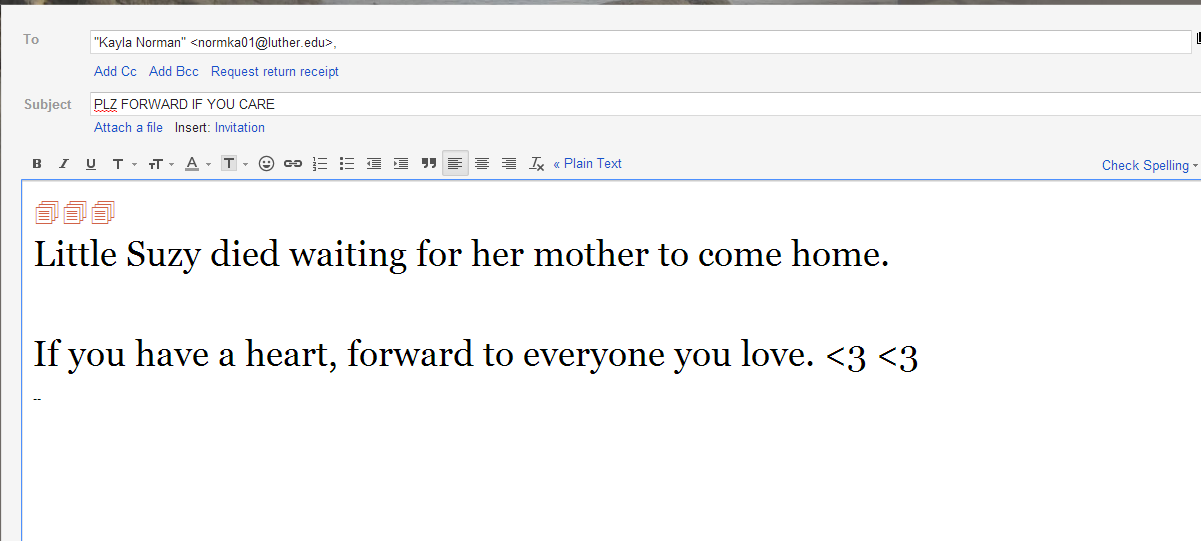 To "Kayla Norman" <normka01@luther.edu>,
Add Cc Add Bcc Request return receipt
Subject PLZ FORWARD IF YOU CARE
Attach a file Insert: Invitation
B I U T T A T Tx « Plain Text Check Spelling
Little Suzy died waiting for her mother to come home.
If you have a heart, forward to everyone you love. <3 <3
--